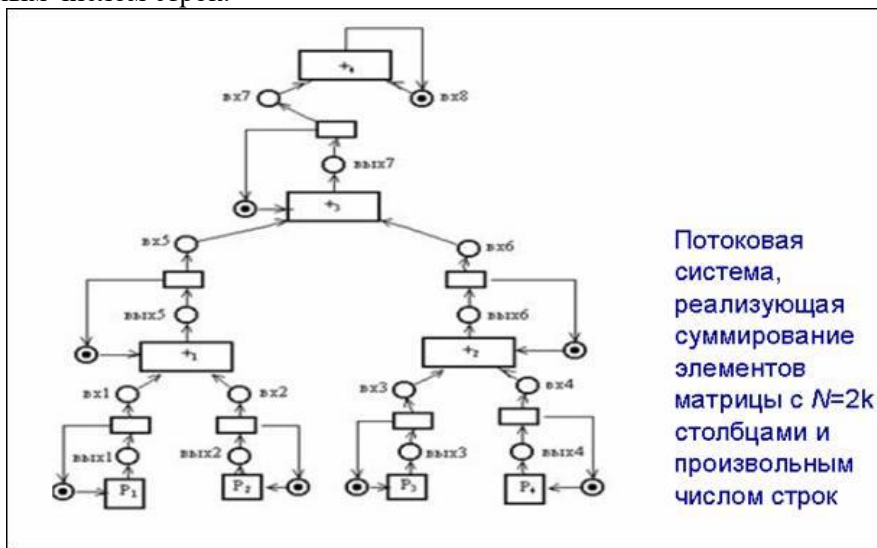 +₄
вх7
вх8
вых7
+₃
вх5
вх6
вых5
вых6
+₁
+₂
вх1
вх2
вх3
вх4
вых1
вых2
вых3
вых4
P₁
P₂
P₃
P₄
Потоковая
система,
реализующая
суммирование
элементов
матрицы с N=2k
столбцами и
произвольным
числом строк